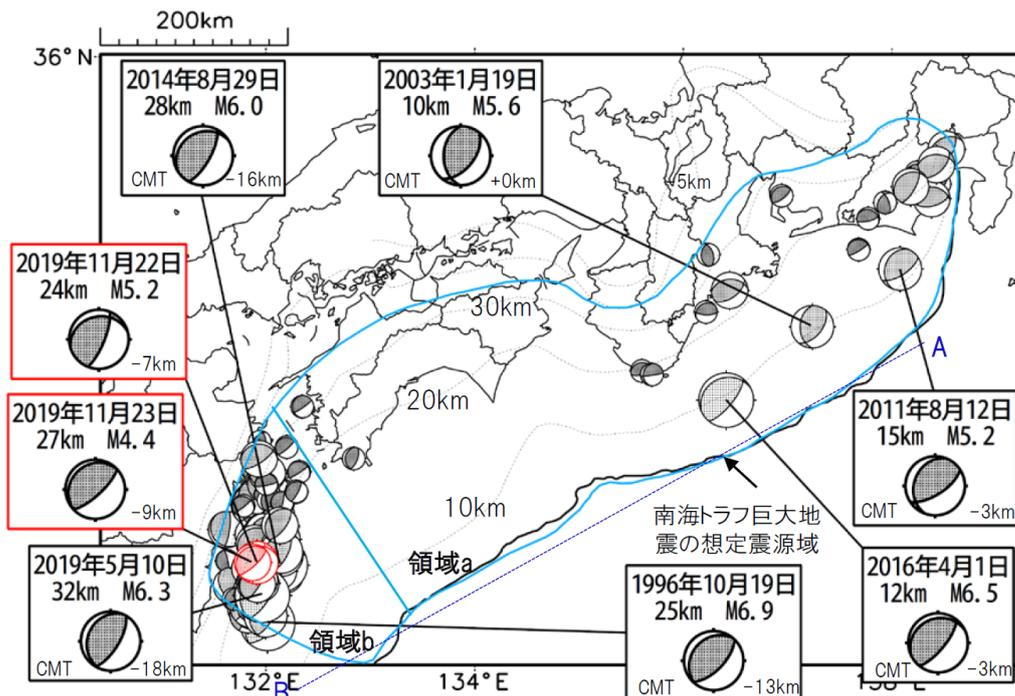 200km
36°N
2014年8月29日
28km M6.0
CMT
-16km
2003年1月19日
10km M5.6
CMT
+0km
-5km
2019年11月22日
24km M5.2
-7km
30km
20km
10km
A
2019年11月23日
27km M4.4
-9km
2011年8月12日
15km M5.2
CMT
-3km
南海トラフ巨大地
震の想定震源域
領域a
2019年5月10日
32km M6.3
CMT
-18km
領域b
1996年10月19日
25km M6.9
CMT
-13km
2016年4月1日
12km M6.5
CMT
-3km
132°E
B
134°E